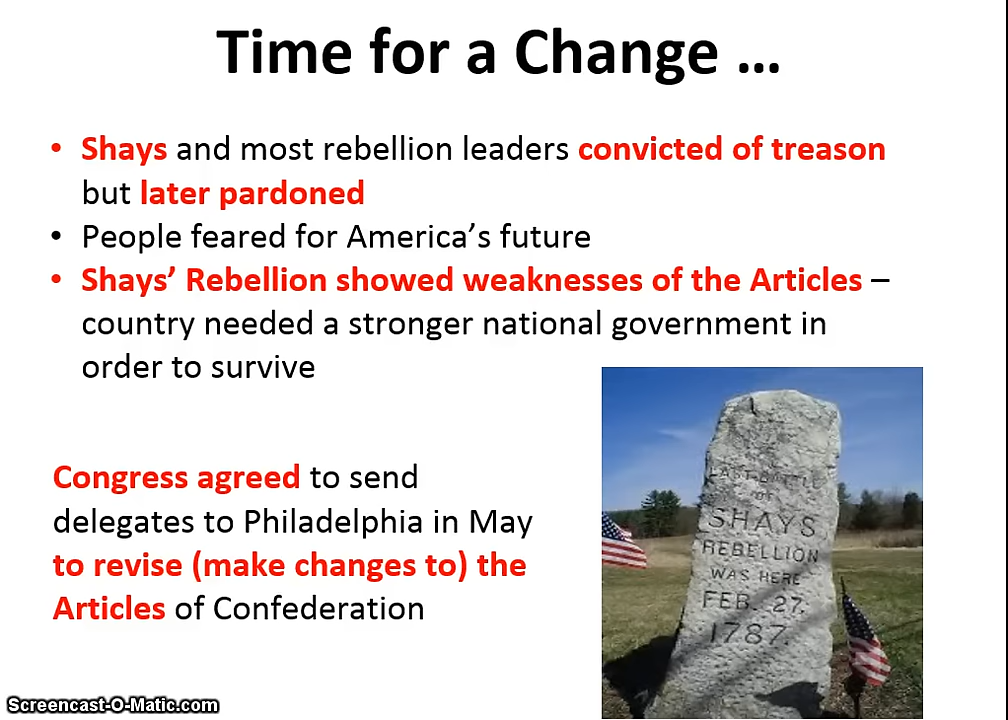 Time for a Change ...
• Shays and most rebellion leaders convicted of treason
but later pardoned
• People feared for America’s future
• Shays’ Rebellion showed weaknesses of the Articles –
country needed a stronger national government in
order to survive
Congress agreed to send
delegates to Philadelphia in May
to revise (make changes to) the
Articles of Confederation
LAST BATTLE
OF
SHAYS
REBELLION
WAS HERE
FEB. 27,
1787.
Screencast-O-Matic.com